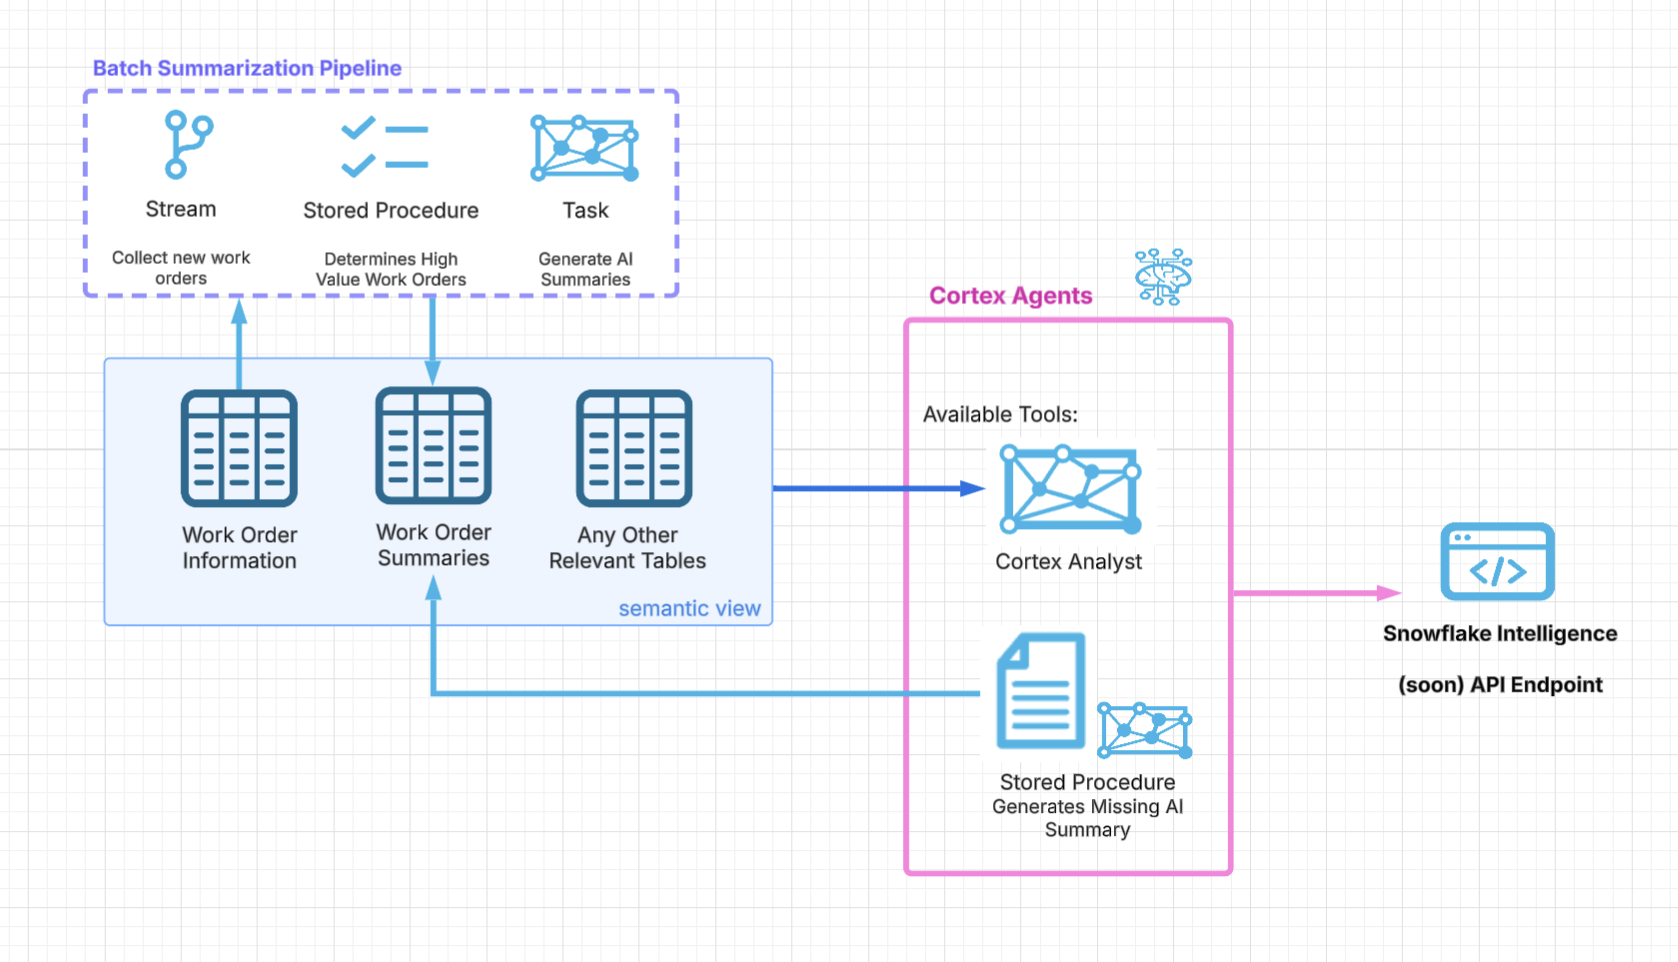 Batch Summarization Pipeline
Stream
Stored Procedure
Task
Collect new work
orders
Determines High
Value Work Orders
Generate AI
Summaries
Work Order
Information
Work Order
Summaries
Any Other
Relevant Tables
semantic view
Cortex Agents
Available Tools:
Cortex Analyst
Stored Procedure
Generates Missing AI
Summary
</>
Snowflake Intelligence
(soon) API Endpoint